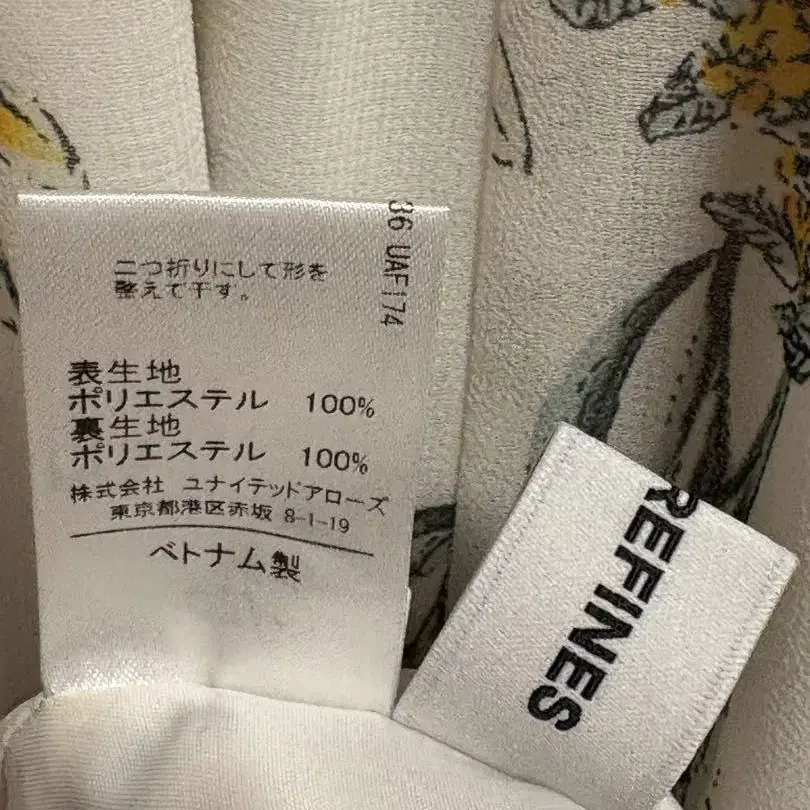 二つ折りにして形を
整えて干す。
36 UAF174
表生地
ポリエステル 100%
裏生地
ポリエステル 100%
株式会社 ユナイテッドアローズ
東京都港区赤坂 8-1-19
ベトナム製
REFINES